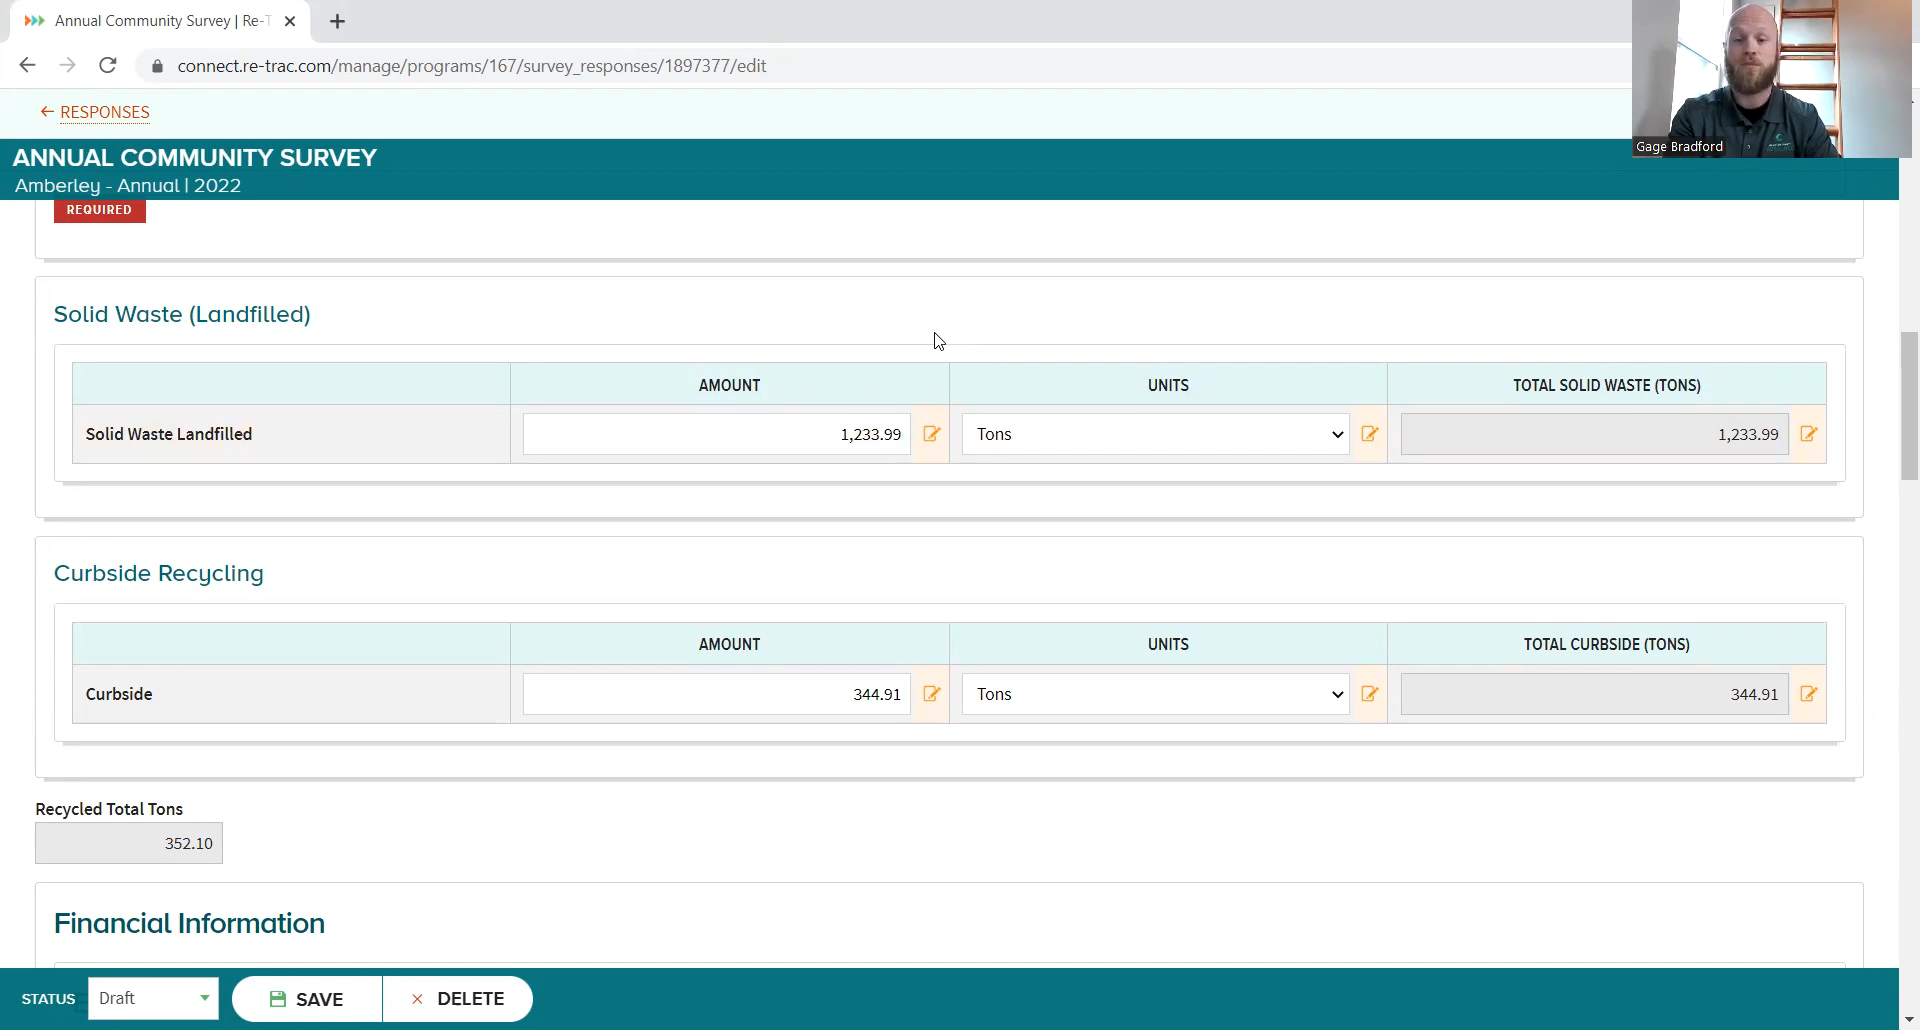 Annual Community Survey | Re-T
connect.re-trac.com/manage/programs/167/survey_responses/1897377/edit
Gage Bradford
← RESPONSES
ANNUAL COMMUNITY SURVEY
Amberley - Annual | 2022
REQUIRED
Solid Waste (Landfilled)
AMOUNT UNITS TOTAL SOLID WASTE (TONS)
Solid Waste Landfilled 1,233.99 Tons 1,233.99
Curbside Recycling
AMOUNT UNITS TOTAL CURBSIDE (TONS)
Curbside 344.91 Tons 344.91
Recycled Total Tons
352.10
Financial Information
STATUS Draft SAVE DELETE